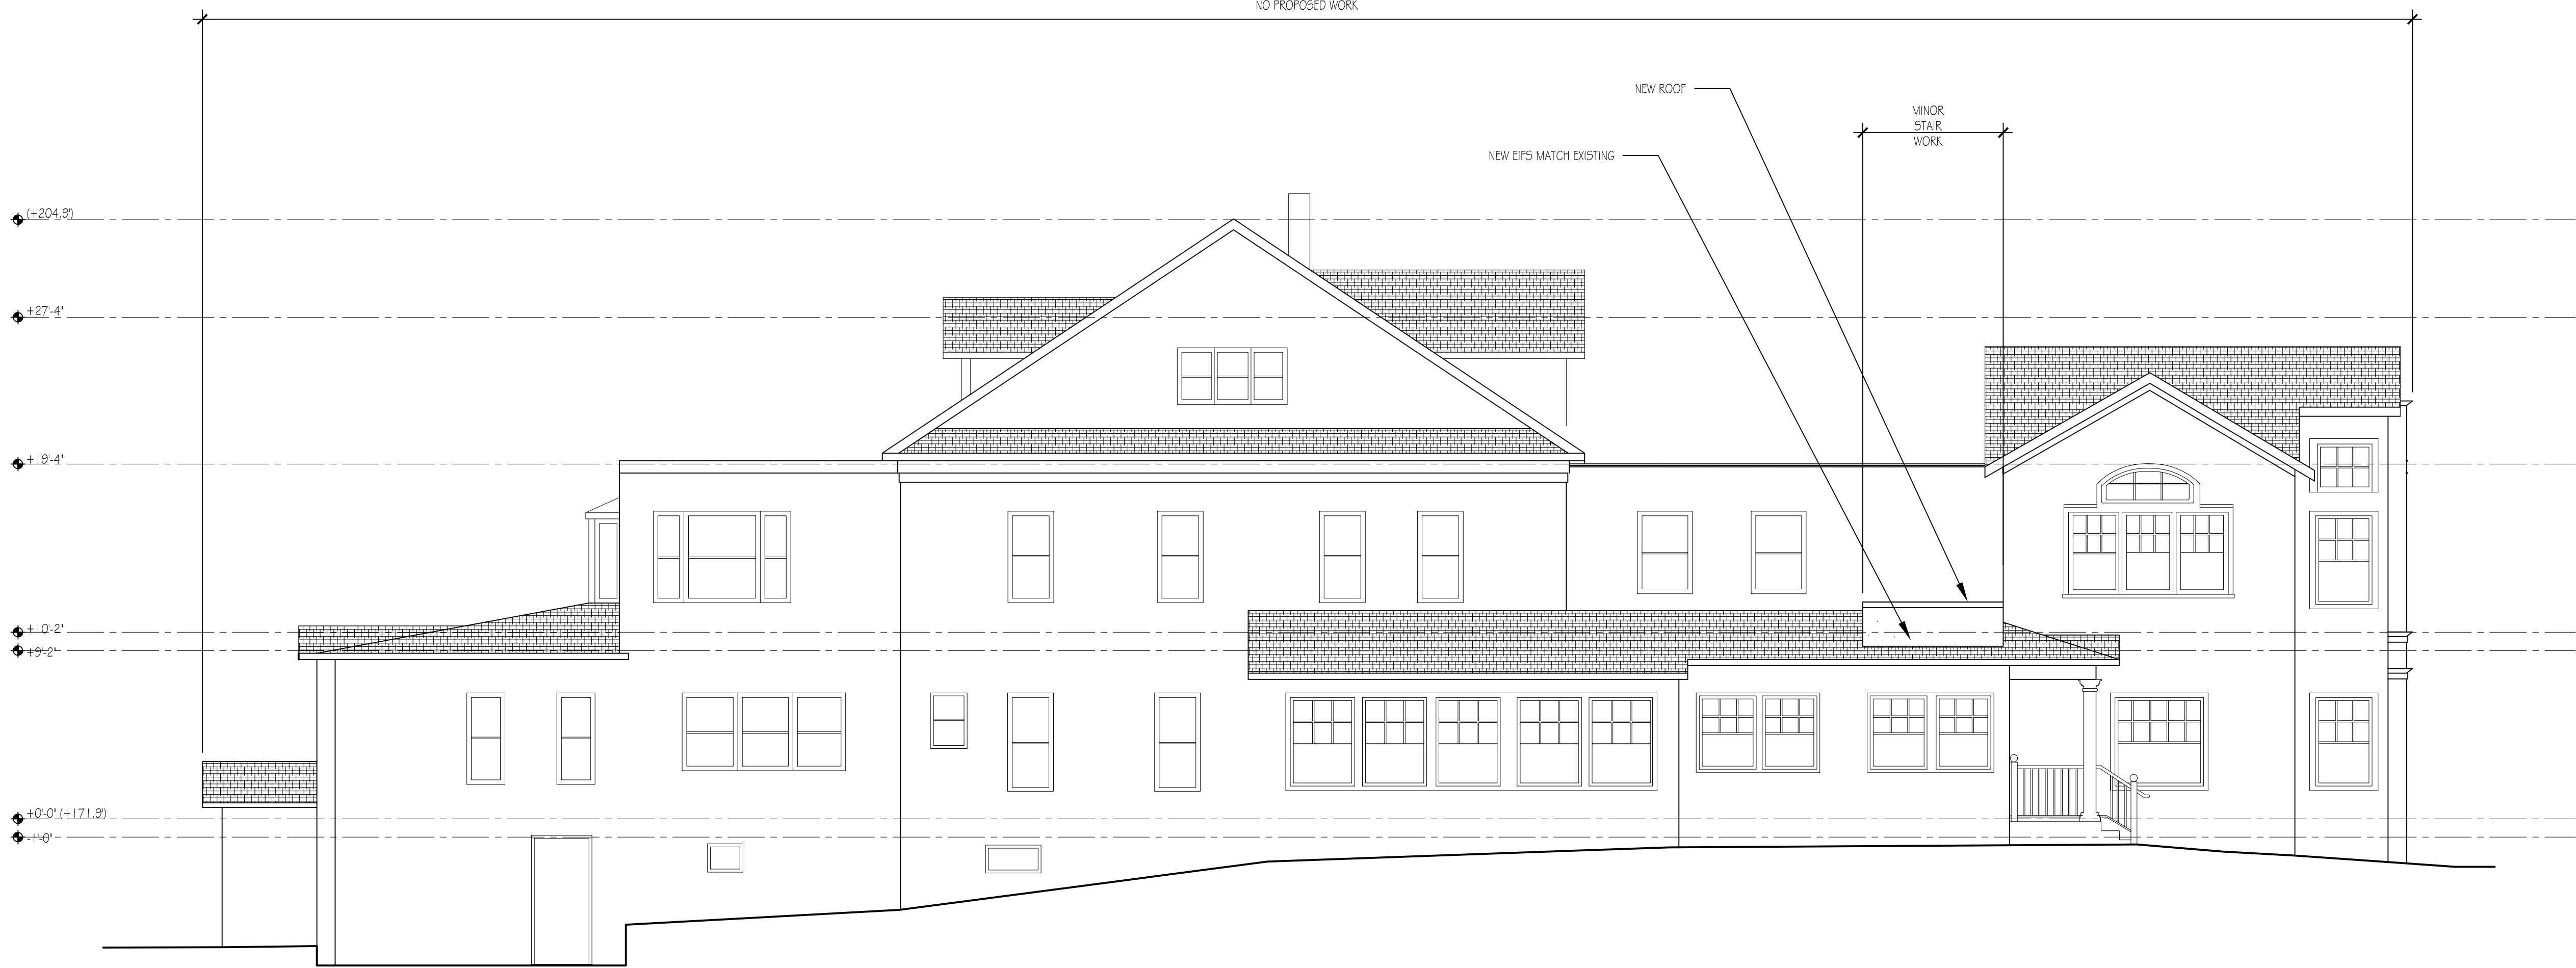 NO PROPOSED WORK
NEW ROOF
MINOR
STAIR
WORK
NEW EIFS MATCH EXISTING
(+204.9')
+27'-4"
+19'-4"
+10'-2"
+9'-2"
+0'-0" (+171.9')
-1'-0"